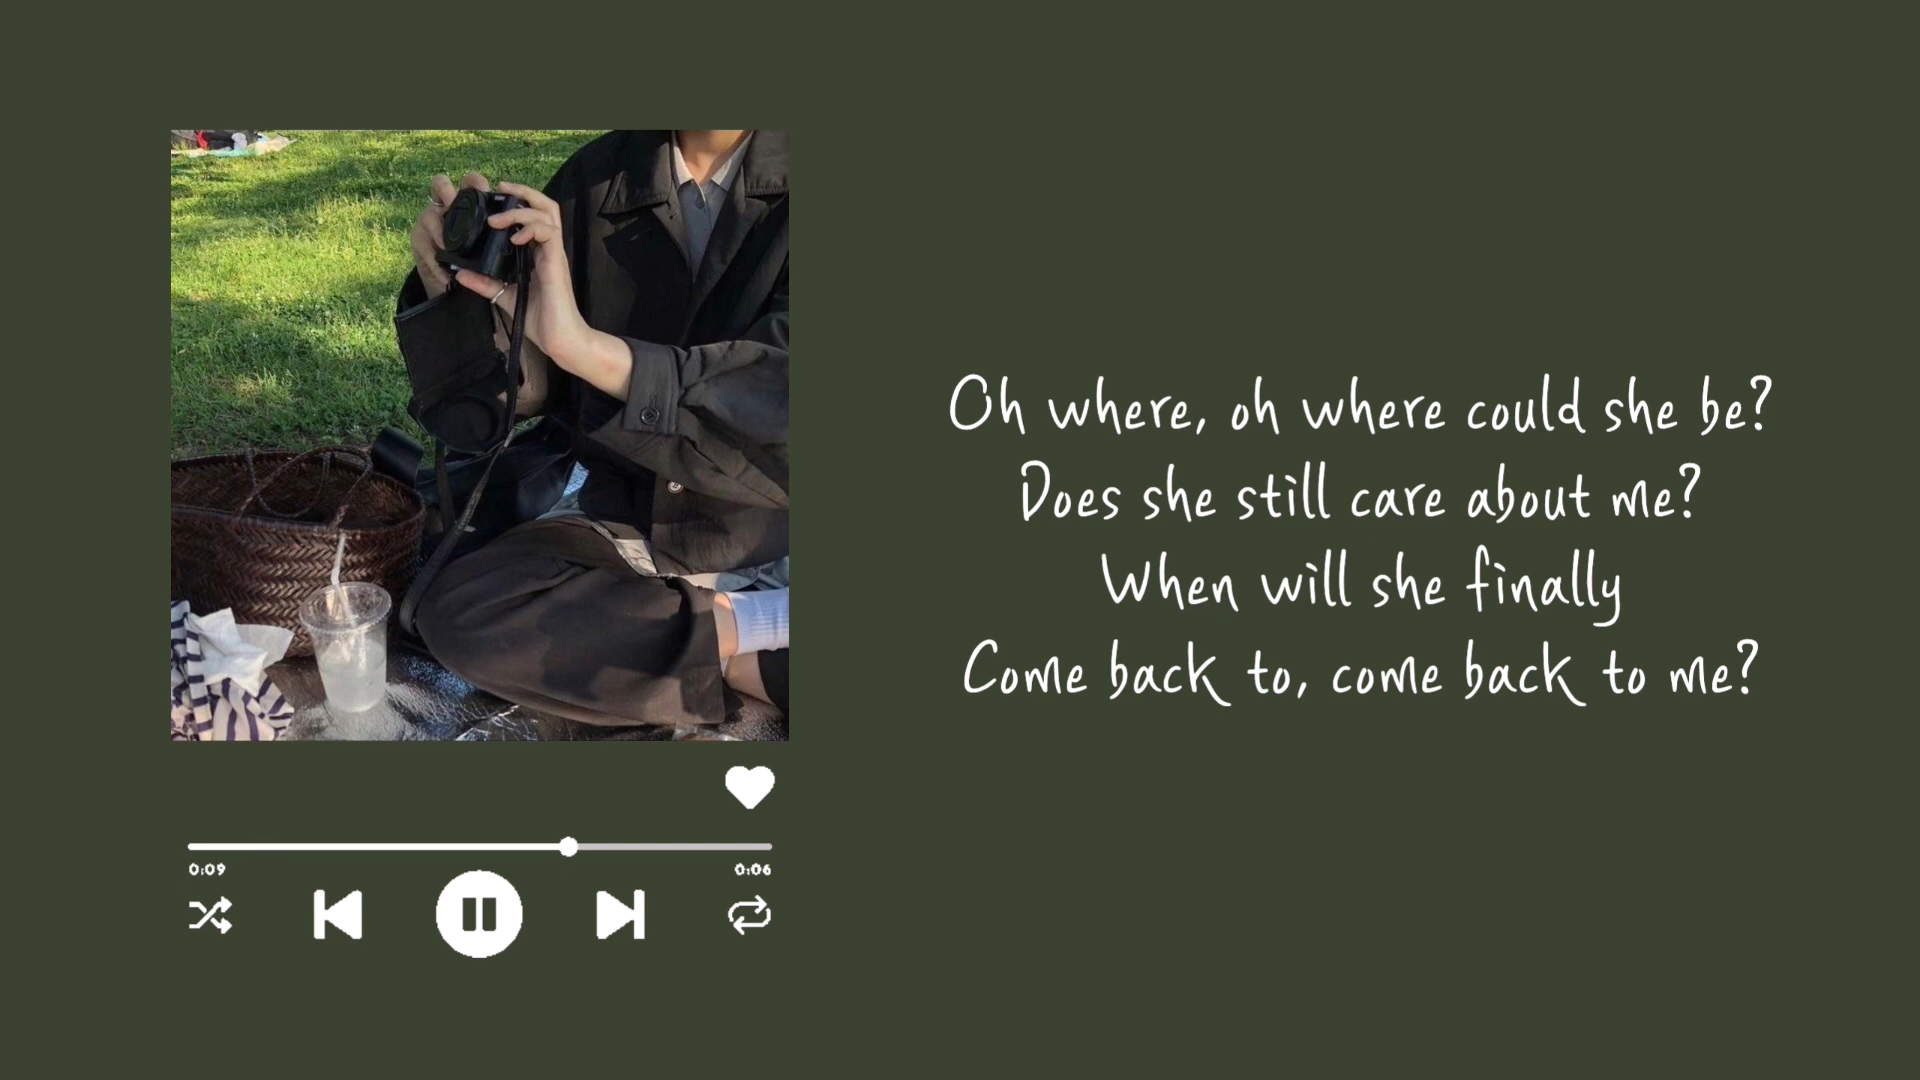 Oh where, oh where could she be?
Does she still care about me?
When will she finally
Come back to, come back to me?
0:09
0:06